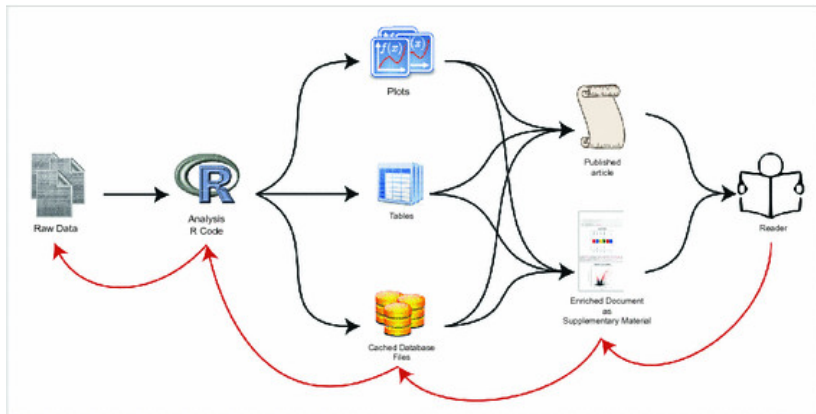 f(x)
(x)
Plots
Raw Data
R
Analysis
R Code
Tables
Cached Database
Files
Published
article
Enriched Document
as
Supplementary Material
Reader